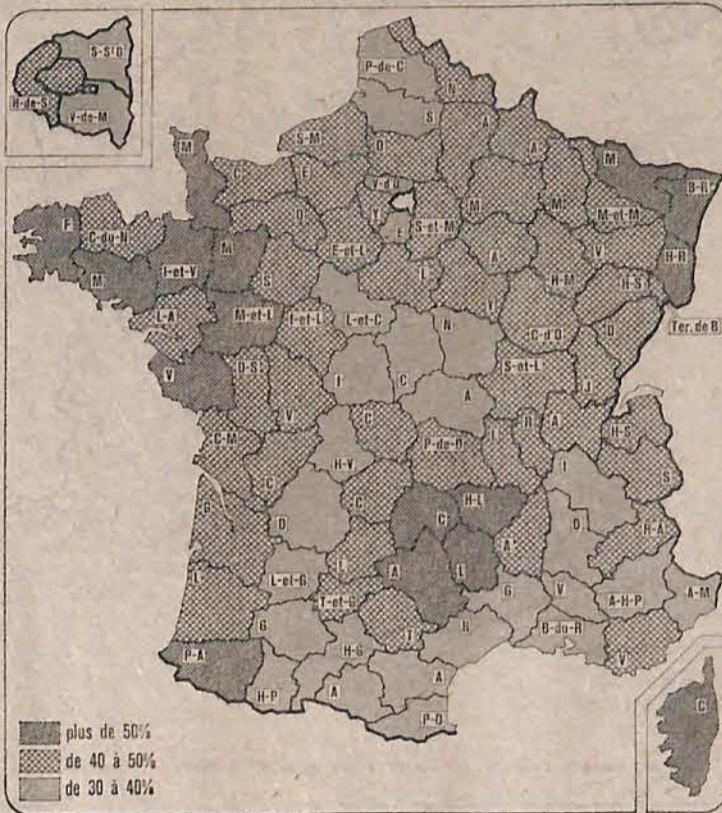 S-St D
H-de-S
V-de-M
P-de-C
N
S
A
A
S-M
O
M
C
E
V-d'O
M
B-R
Y
E
S-et-M
M
M
M-et-M
F
C-du-N
O
M
I-et-V
M
E-et-L
A
V
H-R
S
L
H-M
H-S
Y
L-A
M-et-L
I-et-L
L-et-C
N
C-d'O
D
Ter. de B
V
D-S
I
C
S-et-L
J
V
A
C-M
C
P-de-D
L
R
A
H-S
H-V
C
I
S
G
D
C
C
H-L
D
A
H-A
L
L-et-G
L
A
L
G
V
A-H-P
A-M
T-et-G
T
H
B-du-R
V
G
H-G
P-A
H-P
A
A
P-O
C
plus de 50%
de 40 à 50%
de 30 à 40%